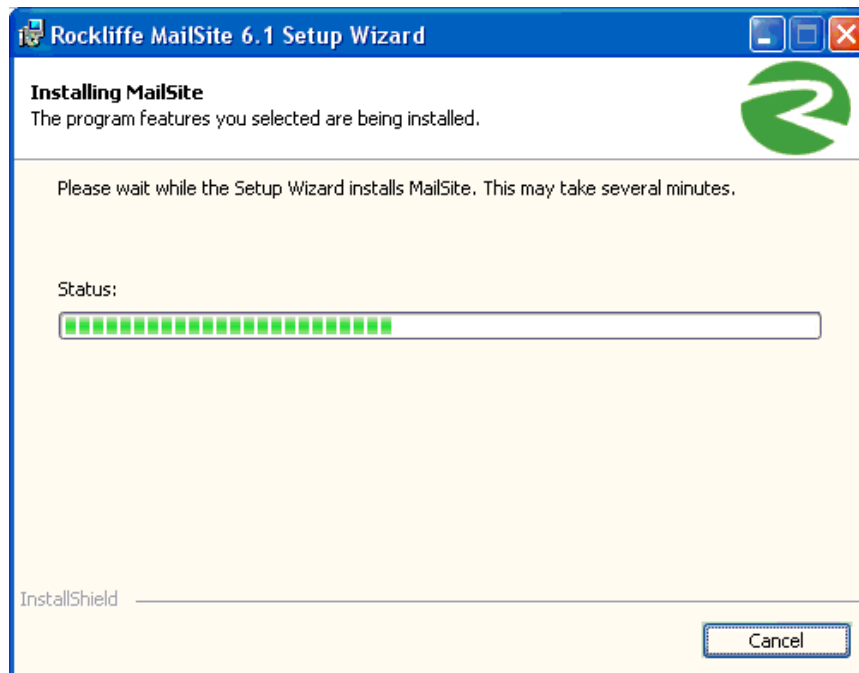 Rockliffe MailSite 6.1 Setup Wizard
Installing MailSite
The program features you selected are being installed.
Please wait while the Setup Wizard installs MailSite. This may take several minutes.
Status:
InstallShield
Cancel